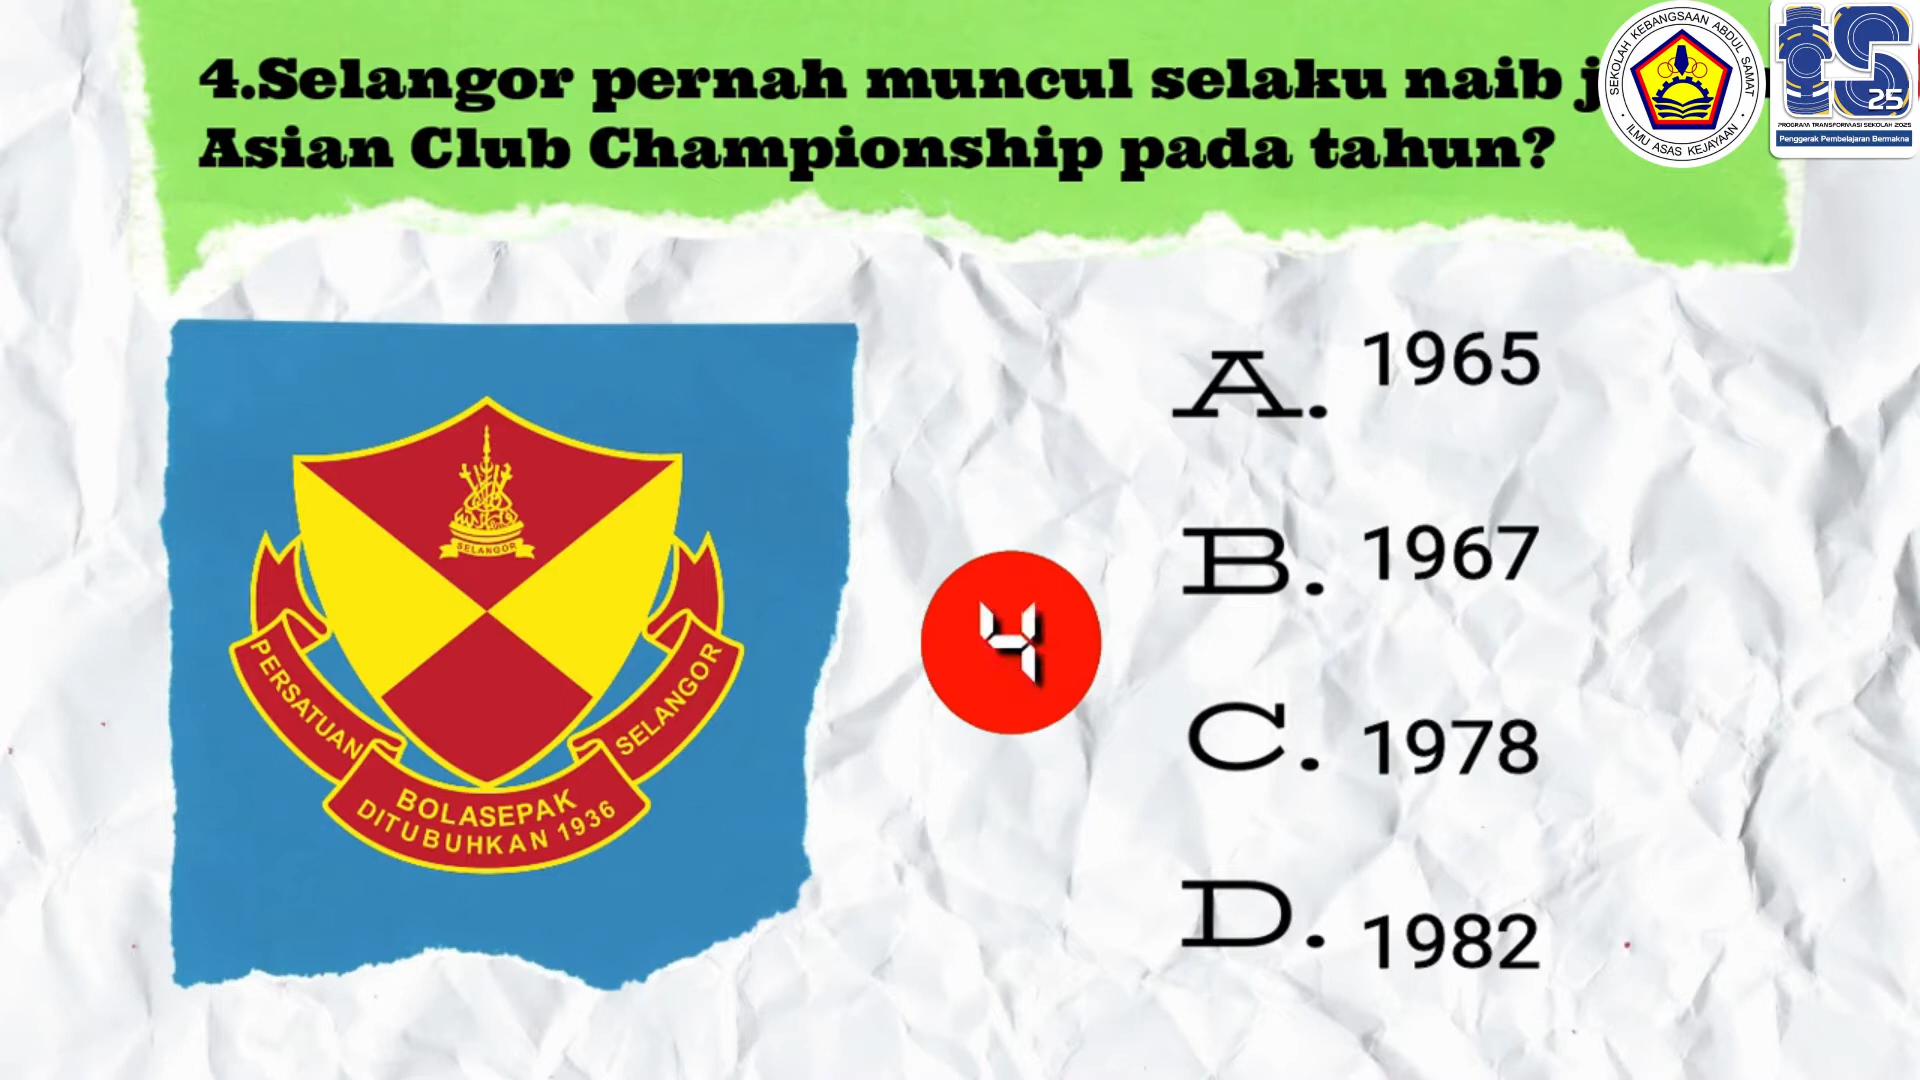 4.Selangor pernah muncul selaku naib
Asian Club Championship pada tahun?
SEKOLAH KEBANGSAAN ABDUL SAMAT
· ILMU ASAS KEJAYAAN ·
25
PROGRAM TRANSFORMASI SEKOLAH 2025
Penggerak Pembelajaran Bermakna
SELANGOR
PERSATUAN
BOLASEPAK
SELANGOR
DITUBUHKAN 1936
4
A. 1965
B. 1967
C. 1978
D. 1982